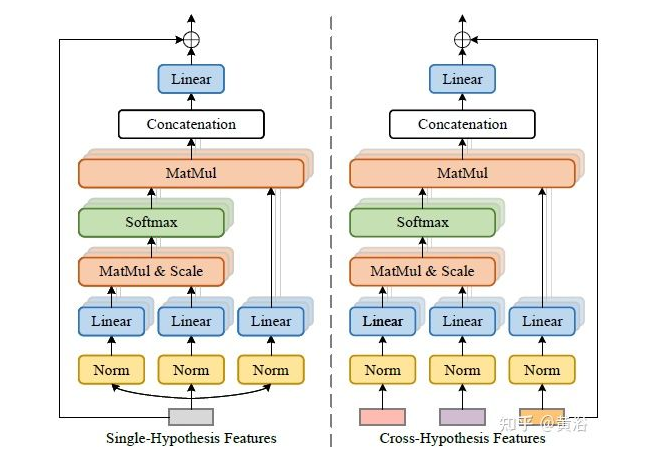 Linear
Concatenation
MatMul
Softmax
MatMul & Scale
Linear Linear Linear
Norm Norm Norm
Single-Hypothesis Features
Linear
Concatenation
MatMul
Softmax
MatMul & Scale
Linear Linear Linear
Norm Norm Norm
Cross-Hypothesis Features
知乎 @黄浴